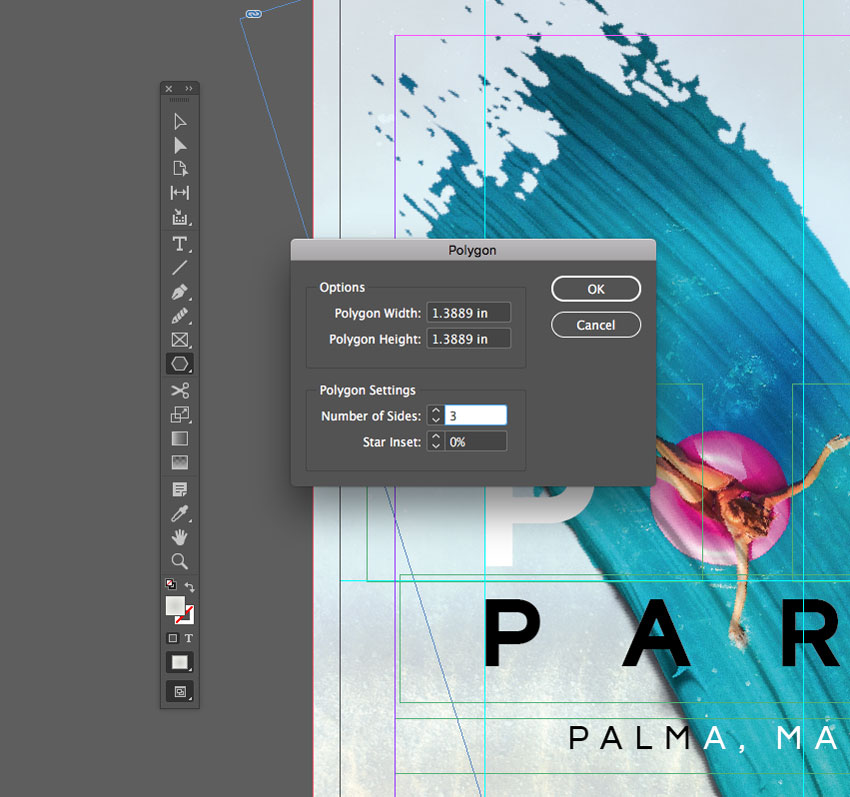 Polygon
Options
Polygon Width: 1.3889 in
Polygon Height: 1.3889 in
OK
Cancel
Polygon Settings
Number of Sides: 3
Star Inset: 0%
P
P A R
PALMA, MA